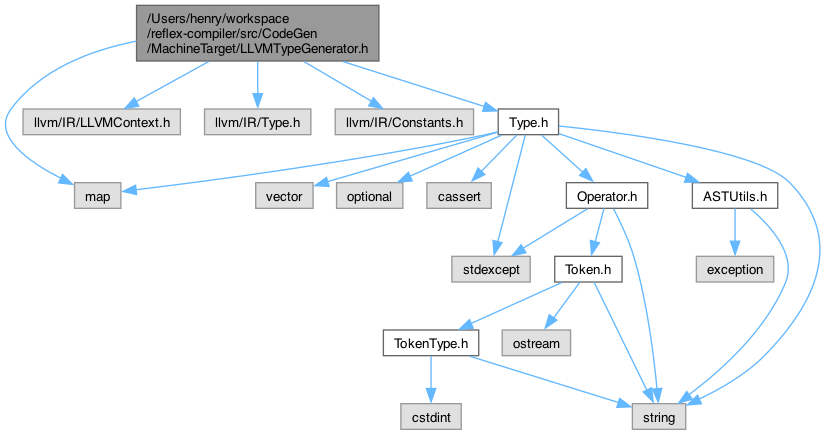 /Users/henry/workspace
/reflex-compiler/src/CodeGen
/MachineTarget/LLVMTypeGenerator.h
llvm/IR/LLVMContext.h
llvm/IR/Type.h
llvm/IR/Constants.h
Type.h
map
vector
optional
cassert
Operator.h
ASTUtils.h
stdexcept
Token.h
exception
TokenType.h
ostream
cstdint
string